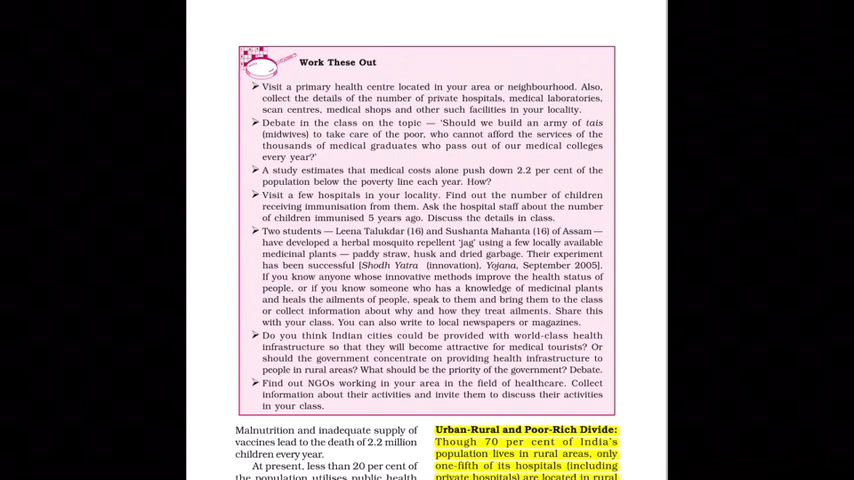 Work These Out
➢ Visit a primary health centre located in your area or neighbourhood. Also,
collect the details of the number of private hospitals, medical laboratories,
scan centres, medical shops and other such facilities in your locality.
➢ Debate in the class on the topic — ‘Should we build an army of tais
(midwives) to take care of the poor, who cannot afford the services of the
thousands of medical graduates who pass out of our medical colleges
every year?’
➢ A study estimates that medical costs alone push down 2.2 per cent of the
population below the poverty line each year. How?
➢ Visit a few hospitals in your locality. Find out the number of children
receiving immunisation from them. Ask the hospital staff about the number
of children immunised 5 years ago. Discuss the details in class.
➢ Two students — Leena Talukdar (16) and Sushanta Mahanta (16) of Assam—
have developed a herbal mosquito repellent ‘jag’ using a few locally available
medicinal plants — paddy straw, husk and dried garbage. Their experiment
has been successful [Shodh Yatra (innovation), Yojana, September 2005].
If you know anyone whose innovative methods improve the health status of
people, or if you know someone who has a knowledge of medicinal plants
and heals the ailments of people, speak to them and bring them to the class
or collect information about why and how they treat ailments. Share this
with your class. You can also write to local newspapers or magazines.
➢ Do you think Indian cities could be provided with world-class health
infrastructure so that they will become attractive for medical tourists? Or
should the government concentrate on providing health infrastructure to
people in rural areas? What should be the priority of the government? Debate.
➢ Find out NGOs working in your area in the field of healthcare. Collect
information about their activities and invite them to discuss their activities
in your class.
Malnutrition and inadequate supply of
vaccines lead to the death of 2.2 million
children every year.
At present, less than 20 per cent of
the population utilises public health
Urban-Rural and Poor-Rich Divide:
Though 70 per cent of India’s
population lives in rural areas, only
one-fifth of its hospitals (including
private hospitals) are located in rural